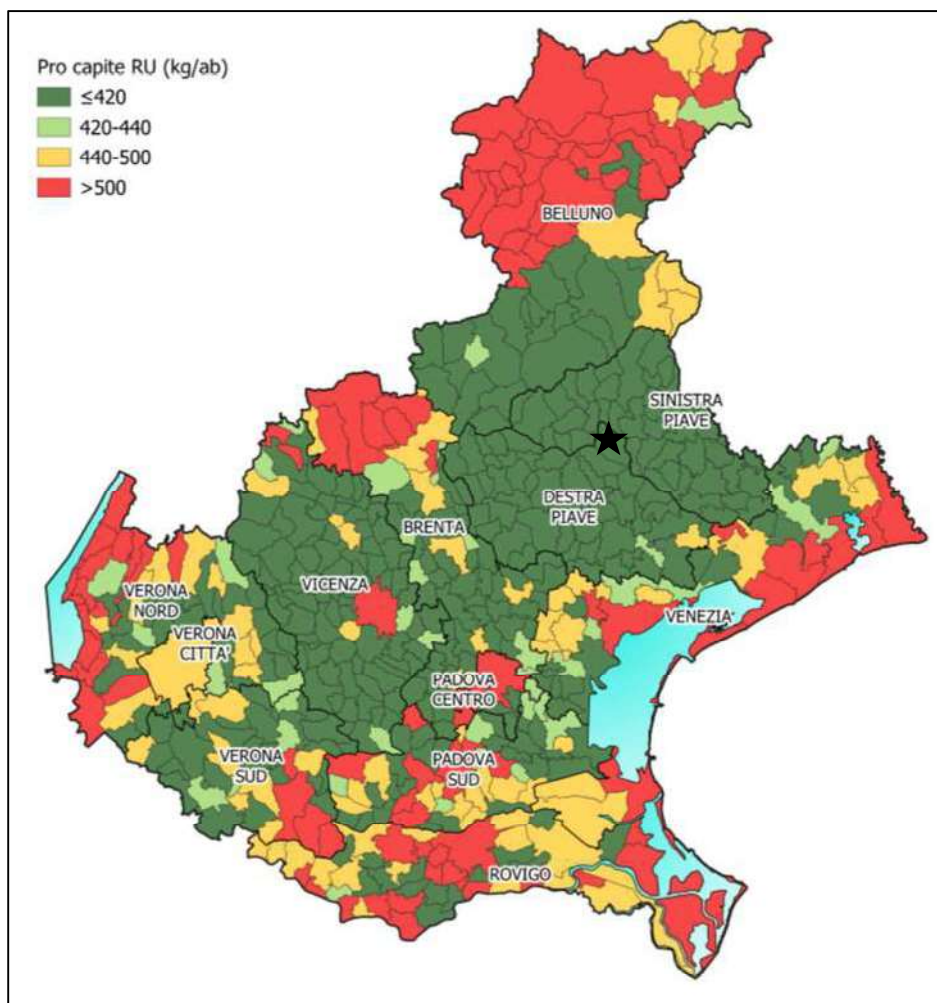 Pro capite RU (kg/ab)
≤420
420-440
440-500
>500
BELLUNO
SINISTRA
PIAVE
DESTRA
PIAVE
BRENTA
VICENZA
VERONA
NORD
VERONA
CITTA'
VENEZIA
PADOVA
CENTRO
VERONA
SUD
PADOVA
SUD
ROVIGO